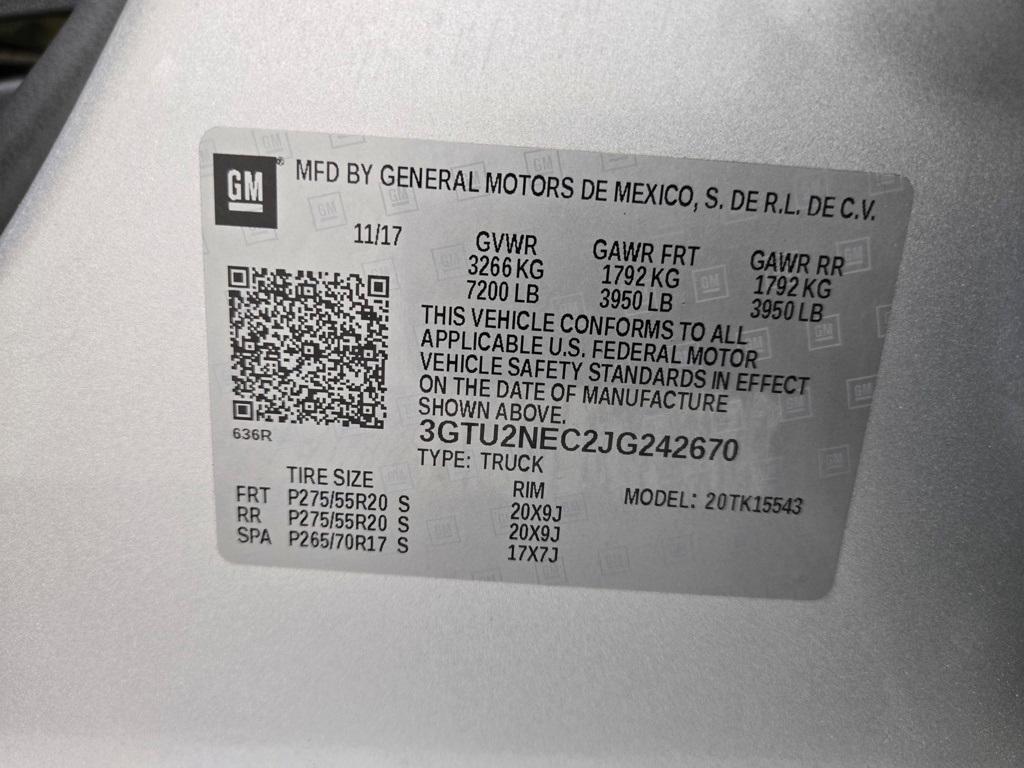 GM
MFD BY GENERAL MOTORS DE MEXICO, S. DE R.L. DE C.V.
11/17
GVWR GAWR FRT GAWR RR
3266 KG 1792 KG 1792 KG
7200 LB 3950 LB 3950 LB
THIS VEHICLE CONFORMS TO ALL
APPLICABLE U.S. FEDERAL MOTOR
VEHICLE SAFETY STANDARDS IN EFFECT
ON THE DATE OF MANUFACTURE
SHOWN ABOVE.
636R
3GTU2NEC2JG242670
TYPE: TRUCK
TIRE SIZE RIM MODEL: 20TK15543
FRT P275/55R20 S 20X9J
RR P275/55R20 S 20X9J
SPA P265/70R17 S 17X7J